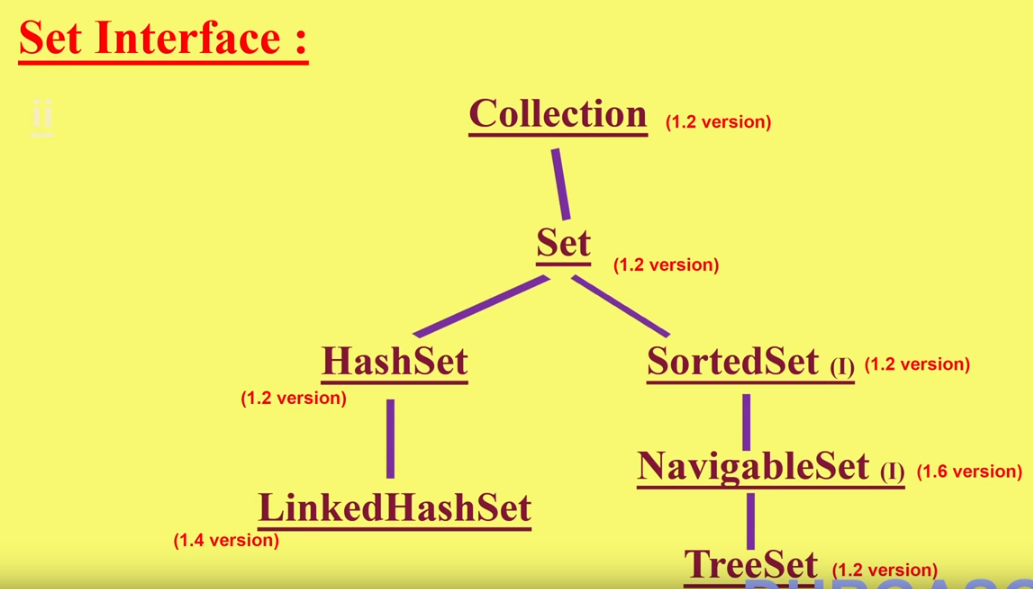 Set Interface :
ii
Collection (1.2 version)
Set
(1.2 version)
HashSet
SortedSet (I) (1.2 version)
(1.2 version)
NavigableSet (I) (1.6 version)
LinkedHashSet
(1.4 version)
TreeSet (1.2 version)